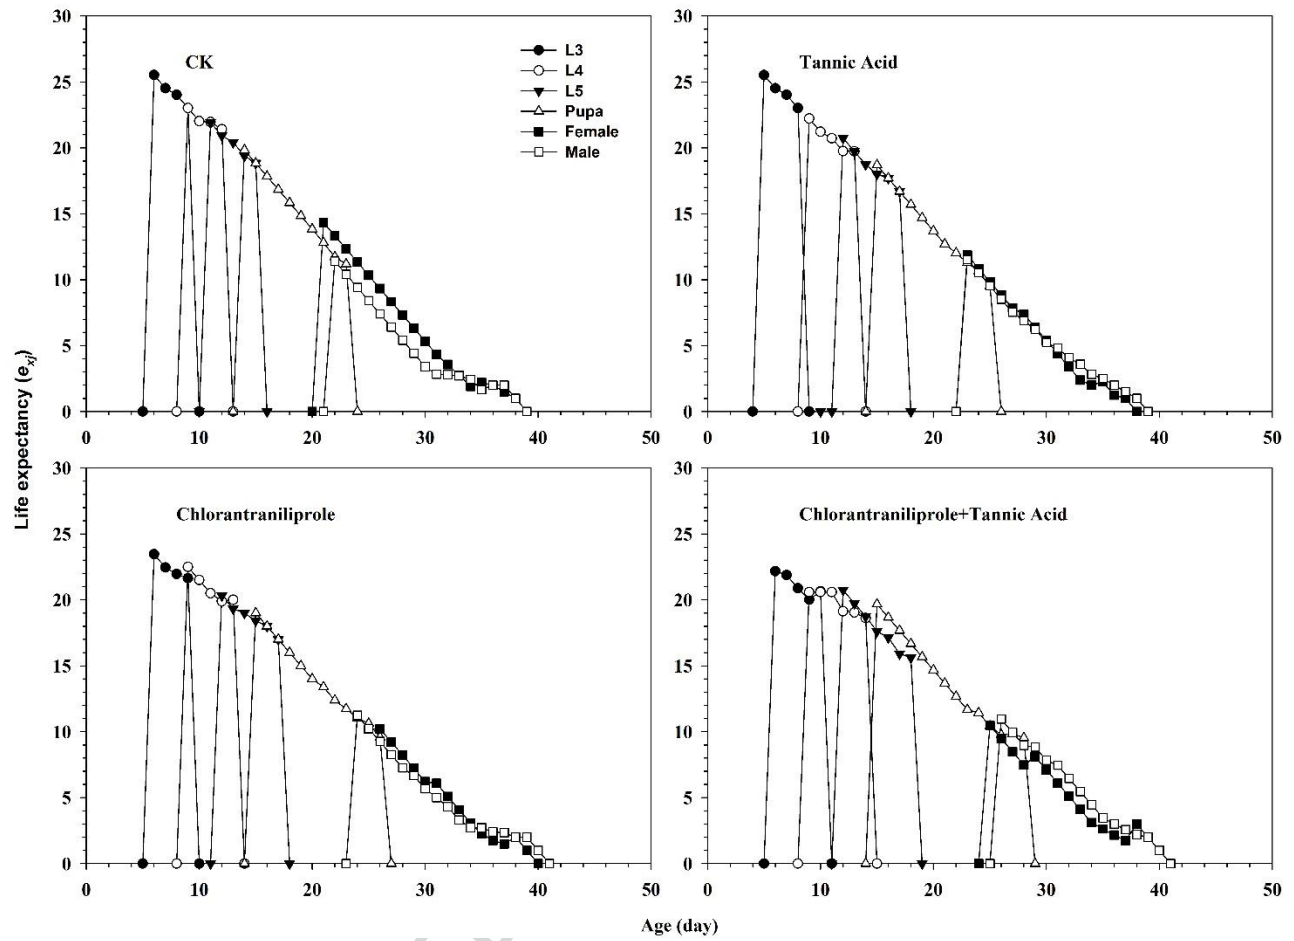 Life expectancy (exj)
30
25
20
15
10
5
0
0 10 20 30 40 50
CK
L3
L4
L5
Pupa
Female
Male
30
25
20
15
10
5
0
0 10 20 30 40 50
Tannic Acid
30
25
20
15
10
5
0
0 10 20 30 40 50
Chlorantraniliprole
30
25
20
15
10
5
0
0 10 20 30 40 50
Chlorantraniliprole+Tannic Acid
Age (day)